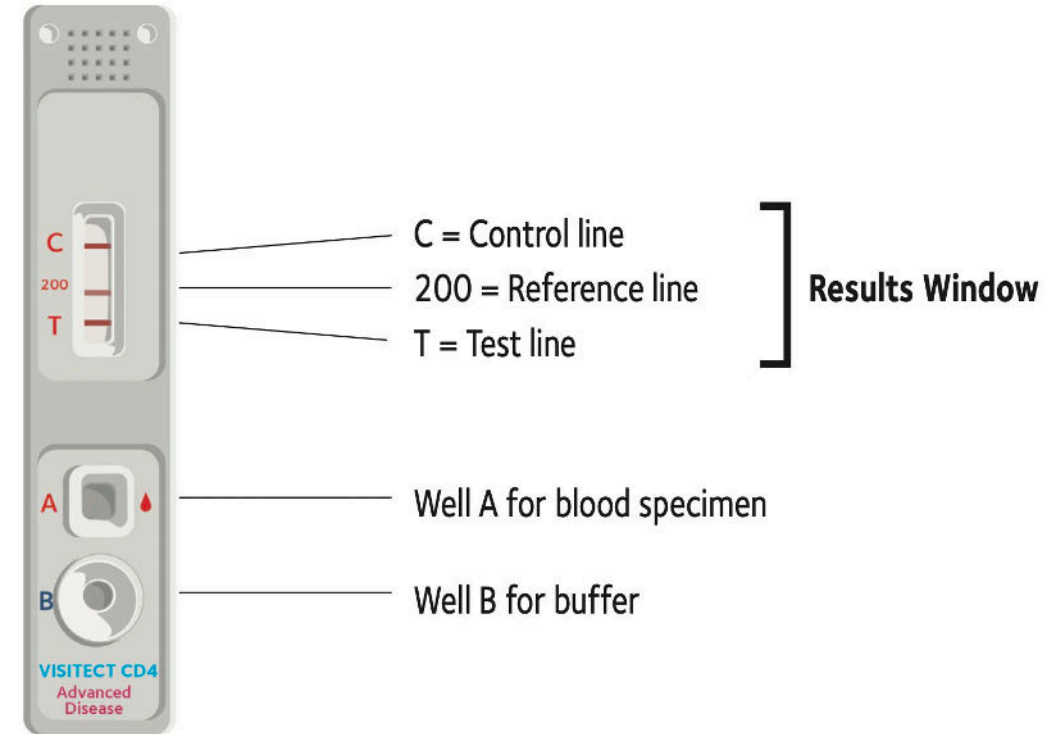 C
200
T
C = Control line
200 = Reference line
T = Test line
Results Window
A
Well A for blood specimen
B
Well B for buffer
VISITECT CD4
Advanced
Disease